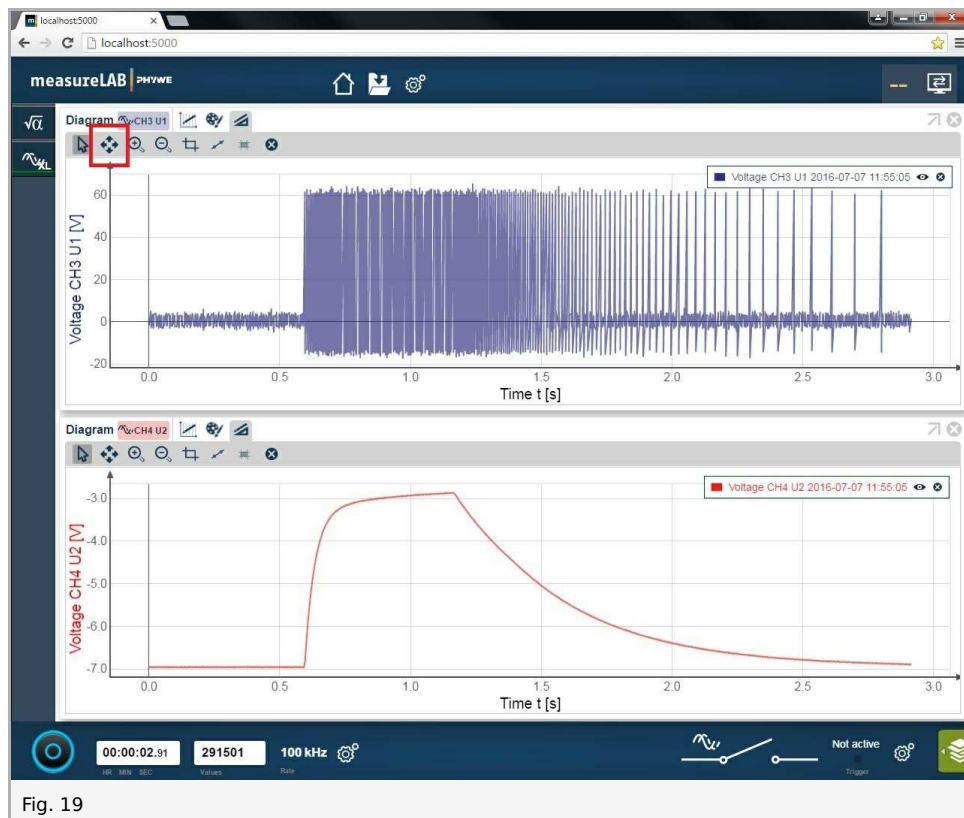 localhost:5000
localhost:5000
measureLAB PHYWE
--
√α
Diagram CH3 U1
XL
Voltage CH3 U1 2016-07-07 11:55:05
Voltage CH3 U1 [V]
60
40
20
0
-20
0.0 0.5 1.0 1.5 2.0 2.5 3.0
Time t [s]
Diagram CH4 U2
Voltage CH4 U2 2016-07-07 11:55:05
Voltage CH4 U2 [V]
-3.0
-4.0
-5.0
-6.0
-7.0
0.0 0.5 1.0 1.5 2.0 2.5 3.0
Time t [s]
00:00:02.91 291501 100 kHz Not active
HR MIN SEC Values Rate Trigger
Fig. 19